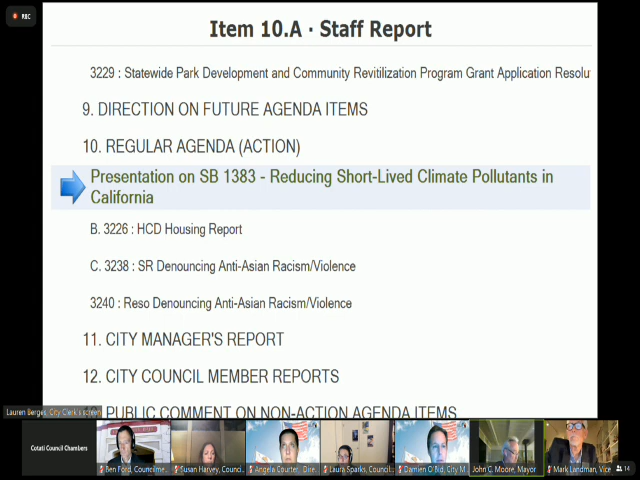 REC
Item 10.A · Staff Report
3229 : Statewide Park Development and Community Revitilization Program Grant Application Resolu
9. DIRECTION ON FUTURE AGENDA ITEMS
10. REGULAR AGENDA (ACTION)
Presentation on SB 1383 - Reducing Short-Lived Climate Pollutants in
California
B. 3226 : HCD Housing Report
C. 3238 : SR Denouncing Anti-Asian Racism/Violence
3240 : Reso Denouncing Anti-Asian Racism/Violence
11. CITY MANAGER'S REPORT
12. CITY COUNCIL MEMBER REPORTS
Lauren Berges, City Clerk's screen
PUBLIC COMMENT ON NON-ACTION AGENDA ITEMS
Cotati Council Chambers
Ben Ford, Councilme...
Susan Harvey, Counci...
Angela Courter, Dire...
Laura Sparks, Council...
Damien O'Bid, City M...
John C. Moore, Mayor
Mark Landman, Vice
14